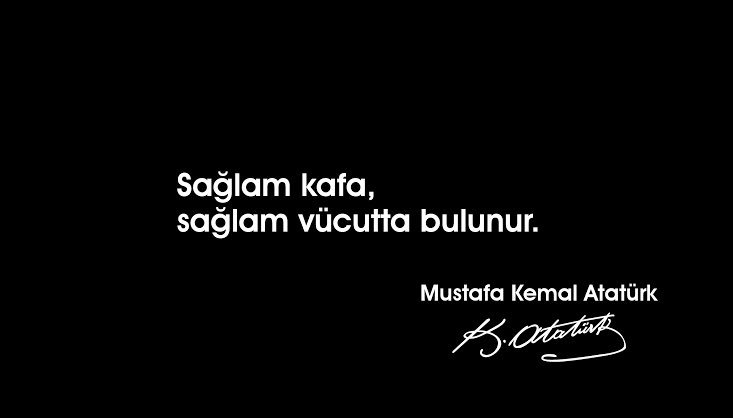 Sağlam kafa,
sağlam vücutta bulunur.
Mustafa Kemal Atatürk
K. Atatürk